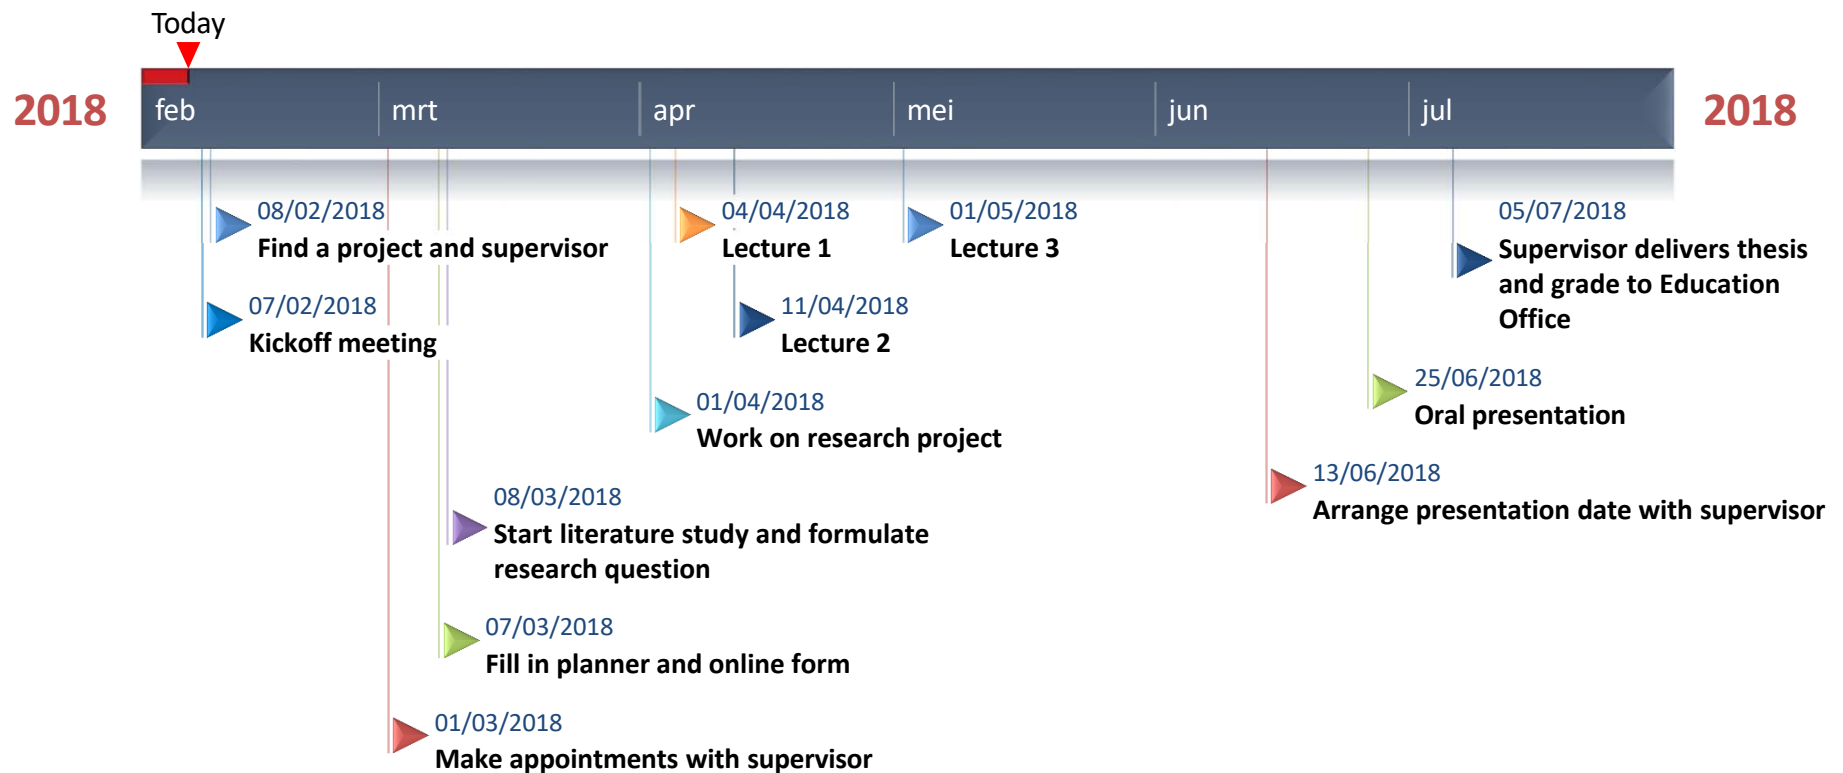 Today
2018
feb
mrt
apr
mei
jun
jul
2018
08/02/2018
Find a project and supervisor
07/02/2018
Kickoff meeting
04/04/2018
Lecture 1
11/04/2018
Lecture 2
01/05/2018
Lecture 3
01/04/2018
Work on research project
08/03/2018
Start literature study and formulate
research question
07/03/2018
Fill in planner and online form
01/03/2018
Make appointments with supervisor
05/07/2018
Supervisor delivers thesis
and grade to Education
Office
25/06/2018
Oral presentation
13/06/2018
Arrange presentation date with supervisor